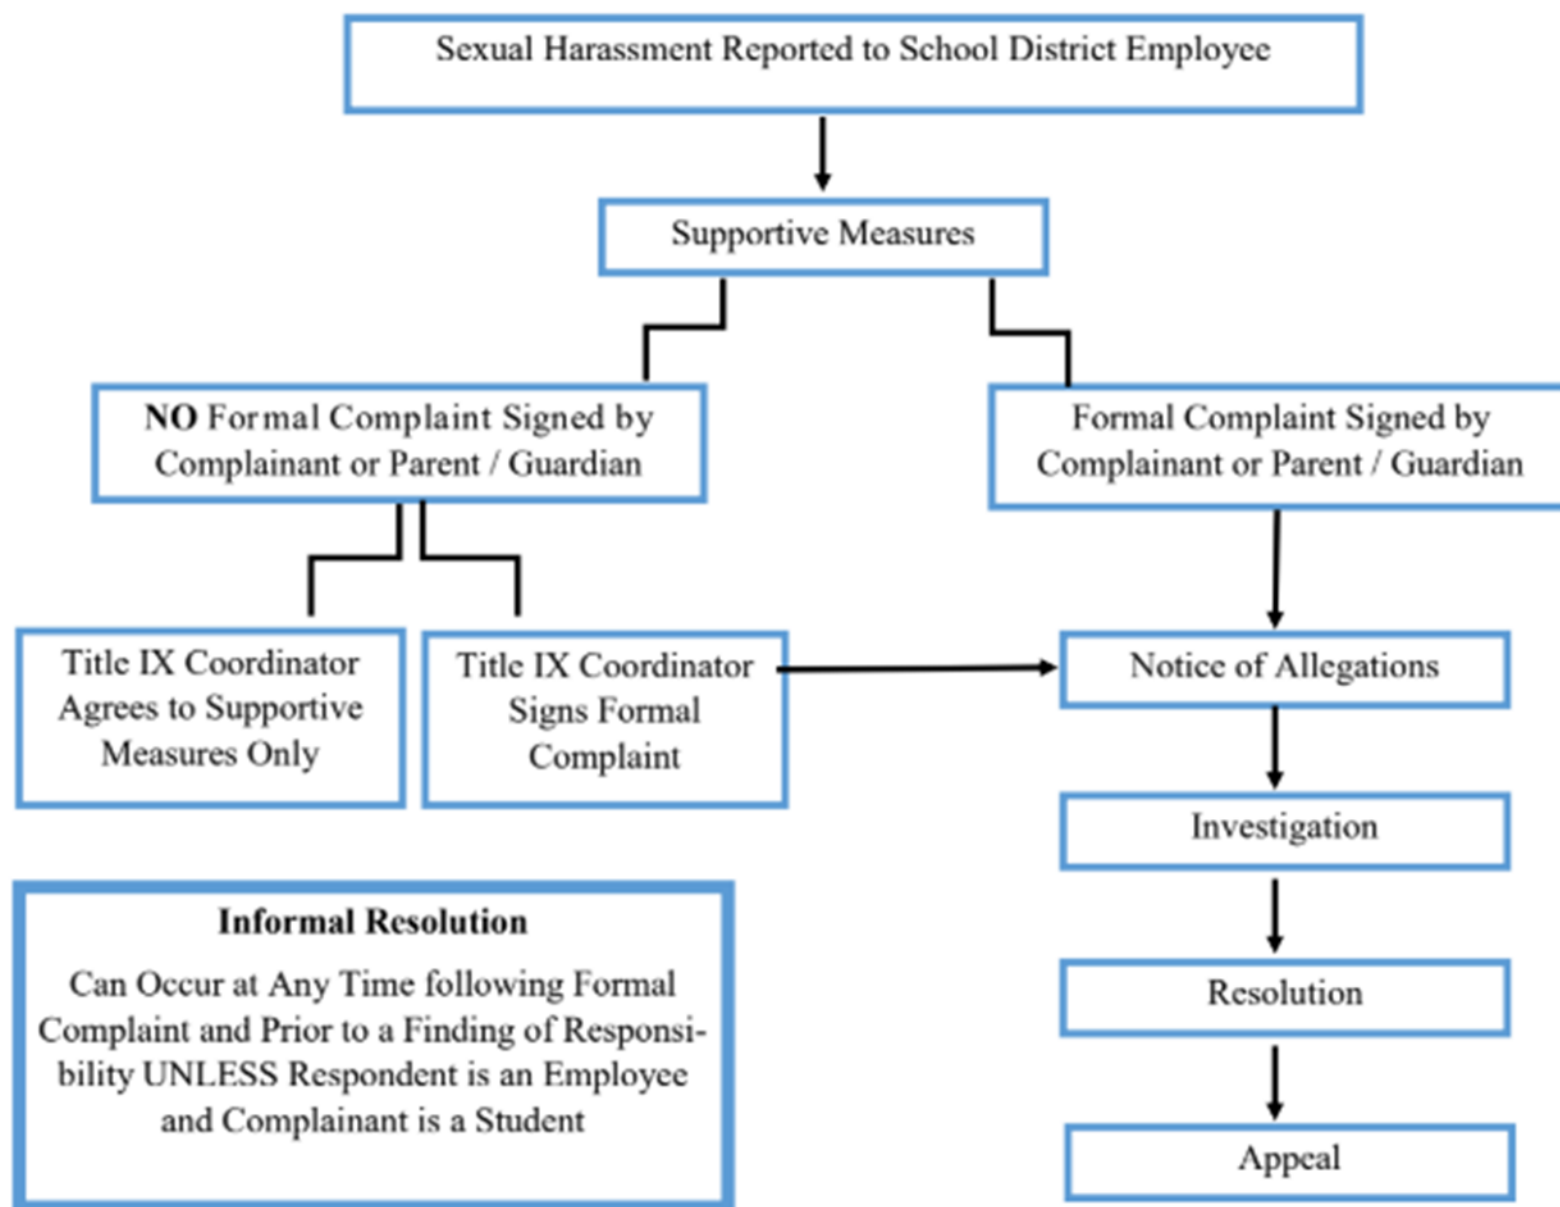 Sexual Harassment Reported to School District Employee
Supportive Measures
NO Formal Complaint Signed by
Complainant or Parent / Guardian
Formal Complaint Signed by
Complainant or Parent / Guardian
Title IX Coordinator
Agrees to Supportive
Measures Only
Title IX Coordinator
Signs Formal
Complaint
Notice of Allegations
Investigation
Resolution
Appeal
Informal Resolution
Can Occur at Any Time following Formal
Complaint and Prior to a Finding of Responsi-
bility UNLESS Respondent is an Employee
and Complainant is a Student